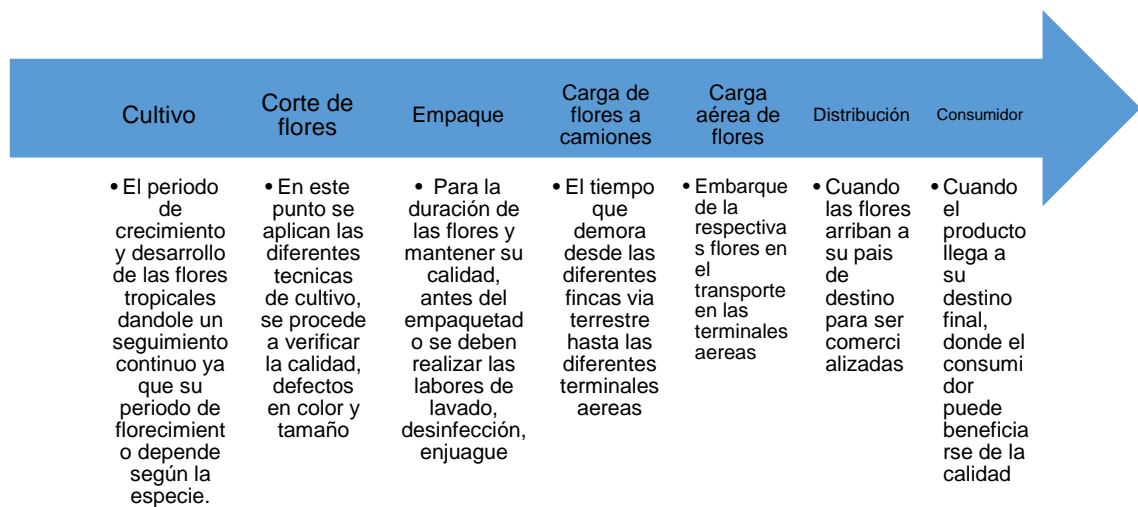 Cultivo
Corte de
flores
Empaque
Carga de
flores a
camiones
Carga
aérea de
flores
Distribución
Consumidor
• El periodo
de
crecimiento
y desarrollo
de las flores
tropicales
dandole un
seguimiento
continuo ya
que su
periodo de
florecimient
o depende
según la
especie.
• En este
punto se
aplican las
diferentes
tecnicas
de cultivo,
se procede
a verificar
la calidad,
defectos
en color y
tamaño
• Para la
duración de
las flores y
mantener su
calidad,
antes del
empaquetad
o se deben
realizar las
labores de
lavado,
desinfección,
enjuague
• El tiempo
que
demora
desde las
diferentes
fincas via
terrestre
hasta las
diferentes
terminales
aereas
• Embarque
de la
respectiva
s flores en
el
transporte
en las
terminales
aereas
• Cuando
las flores
arriban a
su pais
de
destino
para ser
comerci
alizadas
• Cuando
el
producto
llega a
su
destino
final,
donde el
consumi
dor
puede
beneficia
rse de la
calidad